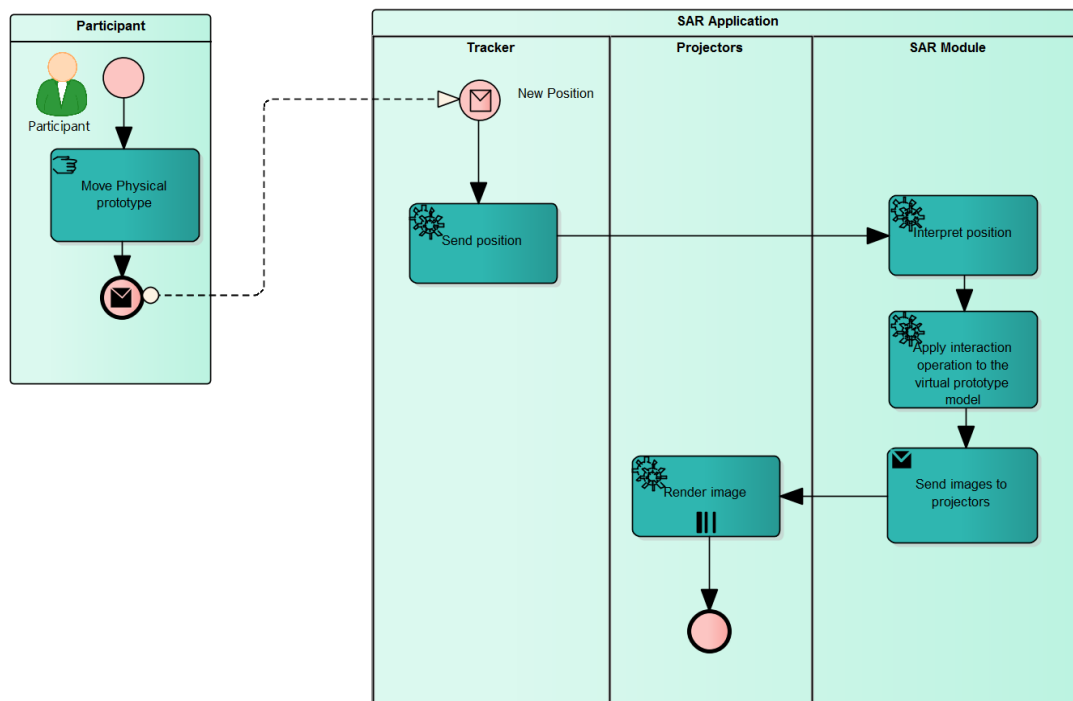 Participant
SAR Application
Tracker
Projectors
SAR Module
Participant
New Position
Move Physical
prototype
Send position
Interpret position
Apply interaction
operation to the
virtual prototype
model
Render image
Send images to
projectors